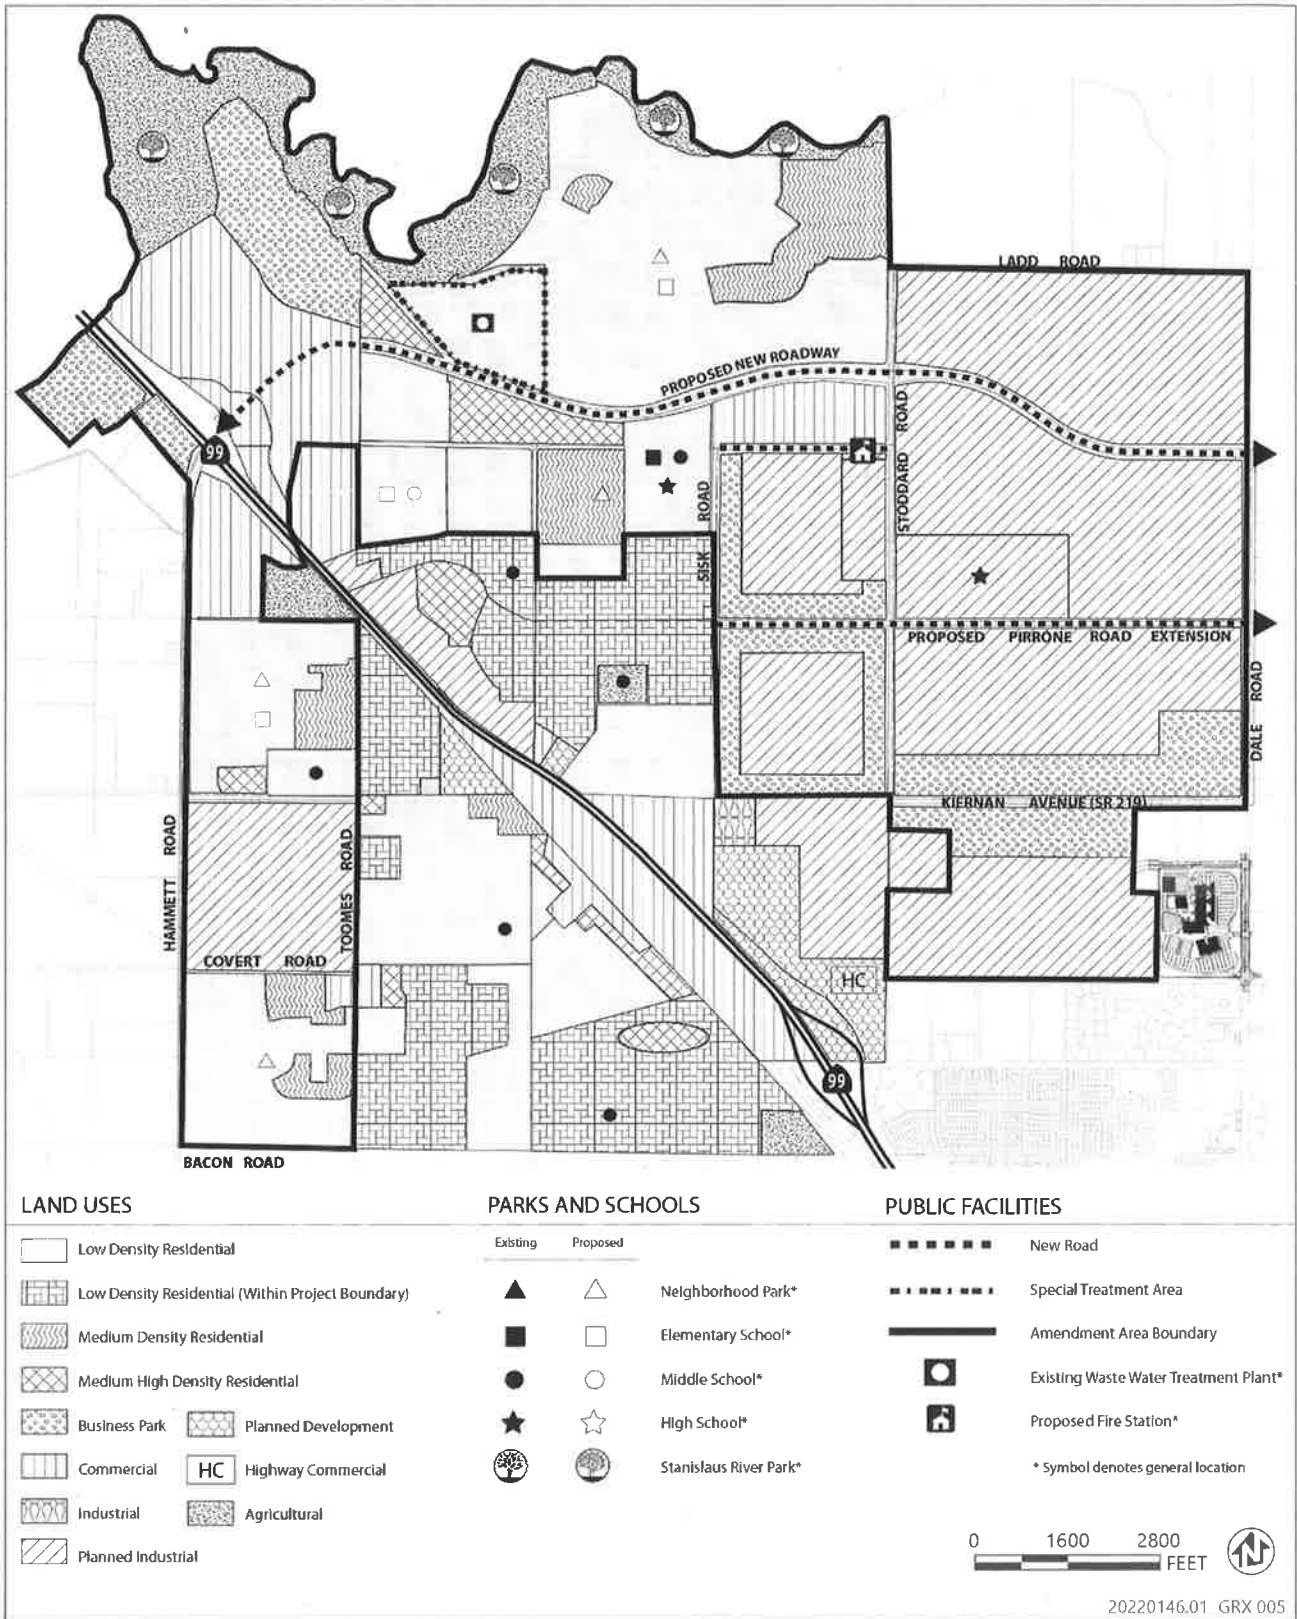 LADD ROAD
PROPOSED NEW ROADWAY
99
STODDARD ROAD
SISK ROAD
PROPOSED PIRRONE ROAD EXTENSION
DALE ROAD
KIERNAN AVENUE (SR 219)
HAMMETT ROAD
TOOMES ROAD
COVERT ROAD
HC
99
BACON ROAD
LAND USES
Low Density Residential
Low Density Residential (Within Project Boundary)
Medium Density Residential
Medium High Density Residential
Business Park
Planned Development
Commercial
HC
Highway Commercial
Industrial
Agricultural
Planned Industrial
PARKS AND SCHOOLS
Existing Proposed
Neighborhood Park*
Elementary School*
Middle School*
High School*
Stanislaus River Park*
PUBLIC FACILITIES
New Road
Special Treatment Area
Amendment Area Boundary
Existing Waste Water Treatment Plant*
Proposed Fire Station*
* Symbol denotes general location
0 1600 2800
FEET
N
20220146.01 GRX 005